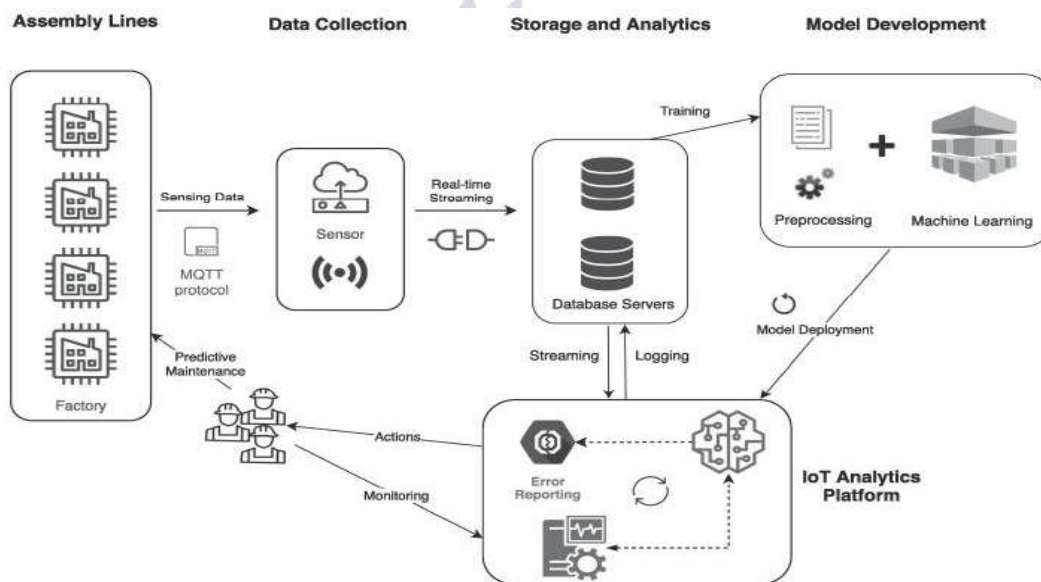 Assembly Lines
Data Collection
Storage and Analytics
Model Development
Factory
Sensing Data
MQTT
MQTT
protocol
Sensor
Real-time
Streaming
Database Servers
Training
Preprocessing
Machine Learning
Model Deployment
Streaming
Logging
Predictive
Maintenance
Actions
Monitoring
Error
Reporting
IoT Analytics
Platform